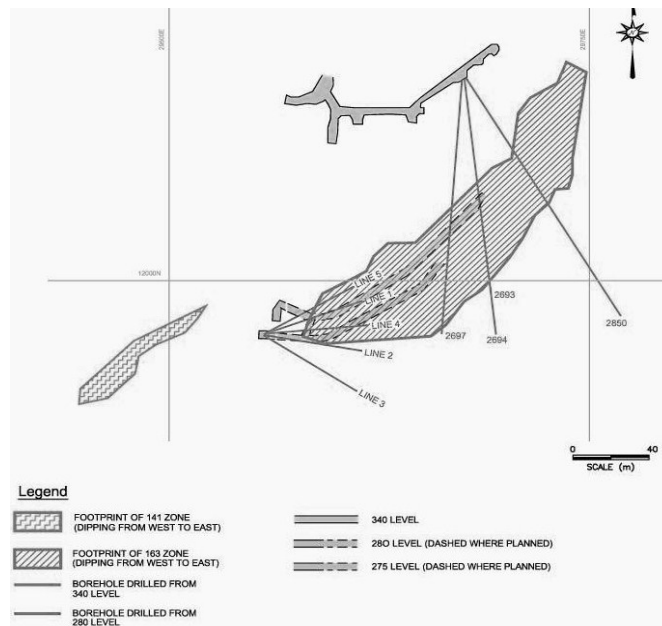 N
12000N
LINE 5
LINE 1
LINE 4
LINE 2
LINE 3
2693
2697
2694
2850
0
40
SCALE (m)
Legend
FOOTPRINT OF 141 ZONE
(DIPPING FROM WEST TO EAST)
FOOTPRINT OF 163 ZONE
(DIPPING FROM WEST TO EAST)
BOREHOLE DRILLED FROM
340 LEVEL
BOREHOLE DRILLED FROM
280 LEVEL
340 LEVEL
280 LEVEL (DASHED WHERE PLANNED)
275 LEVEL (DASHED WHERE PLANNED)